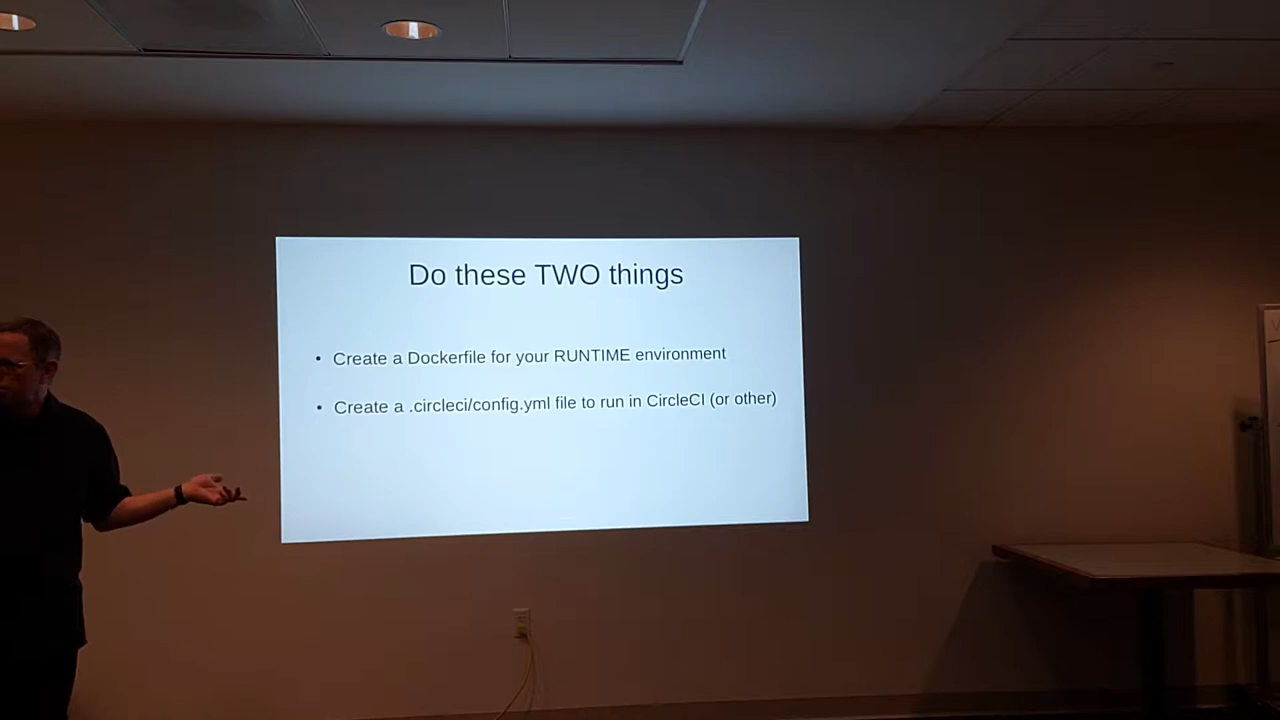 Do these TWO things
• Create a Dockerfile for your RUNTIME environment
• Create a .circleci/config.yml file to run in CircleCI (or other)